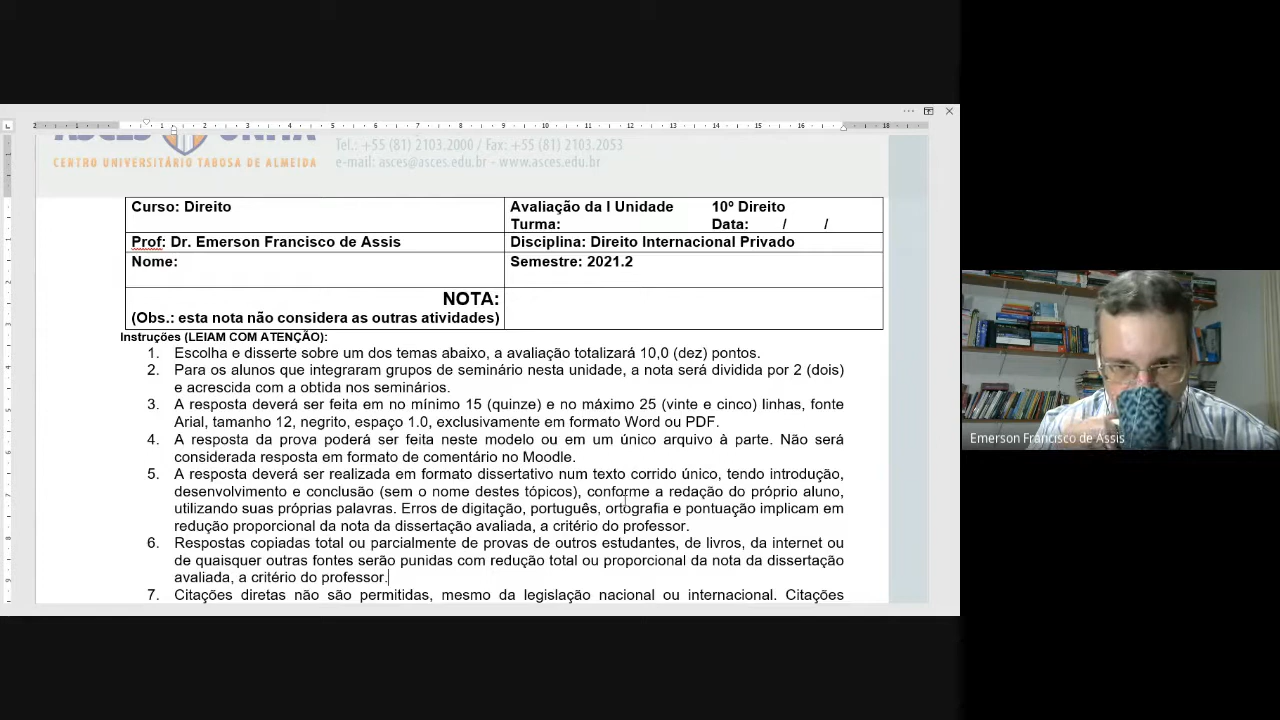 ASCES UNITA
Tel.: +55 (81) 2103.2000 / Fax: +55 (81) 2103.2053
CENTRO UNIVERSITÁRIO TABOSA DE ALMEIDA
e-mail: asces@asces.edu.br - www.asces.edu.br
Curso: Direito
Avaliação da I Unidade 10º Direito
Turma: Data: / /
Prof: Dr. Emerson Francisco de Assis
Disciplina: Direito Internacional Privado
Nome:
Semestre: 2021.2
NOTA:
(Obs.: esta nota não considera as outras atividades)
Instruções (LEIAM COM ATENÇÃO):
1. Escolha e disserte sobre um dos temas abaixo, a avaliação totalizará 10,0 (dez) pontos.
2. Para os alunos que integraram grupos de seminário nesta unidade, a nota será dividida por 2 (dois)
e acrescida com a obtida nos seminários.
3. A resposta deverá ser feita em no mínimo 15 (quinze) e no máximo 25 (vinte e cinco) linhas, fonte
Arial, tamanho 12, negrito, espaço 1.0, exclusivamente em formato Word ou PDF.
4. A resposta da prova poderá ser feita neste modelo ou em um único arquivo à parte. Não será
considerada resposta em formato de comentário no Moodle.
5. A resposta deverá ser realizada em formato dissertativo num texto corrido único, tendo introdução,
desenvolvimento e conclusão (sem o nome destes tópicos), conforme a redação do próprio aluno,
utilizando suas próprias palavras. Erros de digitação, português, ortografia e pontuação implicam em
redução proporcional da nota da dissertação avaliada, a critério do professor.
6. Respostas copiadas total ou parcialmente de provas de outros estudantes, de livros, da internet ou
de quaisquer outras fontes serão punidas com redução total ou proporcional da nota da dissertação
avaliada, a critério do professor.
7. Citações diretas não são permitidas, mesmo da legislação nacional ou internacional. Citações
Emerson Francisco de Assis